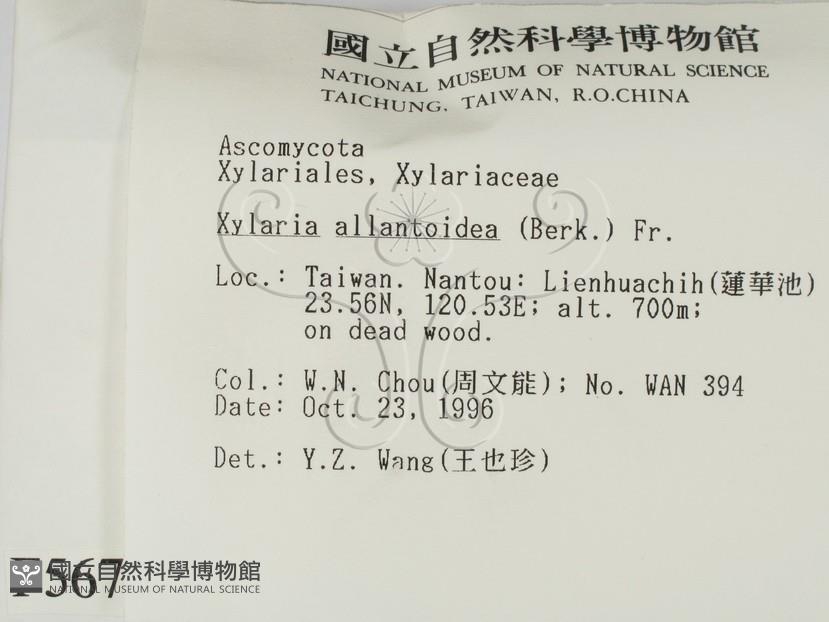 國立自然科學博物館
NATIONAL MUSEUM OF NATURAL SCIENCE
TAICHUNG, TAIWAN, R.O.CHINA
Ascomycota
Xylariales, Xylariaceae
Xylaria allantoidea (Berk.) Fr.
Loc.: Taiwan. Nantou: Lienhuachih(蓮華池)
23.56N, 120.53E; alt. 700m;
on dead wood.
Col.: W.N. Chou(周文能); No. WAN 394
Date: Oct. 23, 1996
Det.: Y.Z. Wang(王也珍)
F567
國立自然科學博物館
NATIONAL MUSEUM OF NATURAL SCIENCE